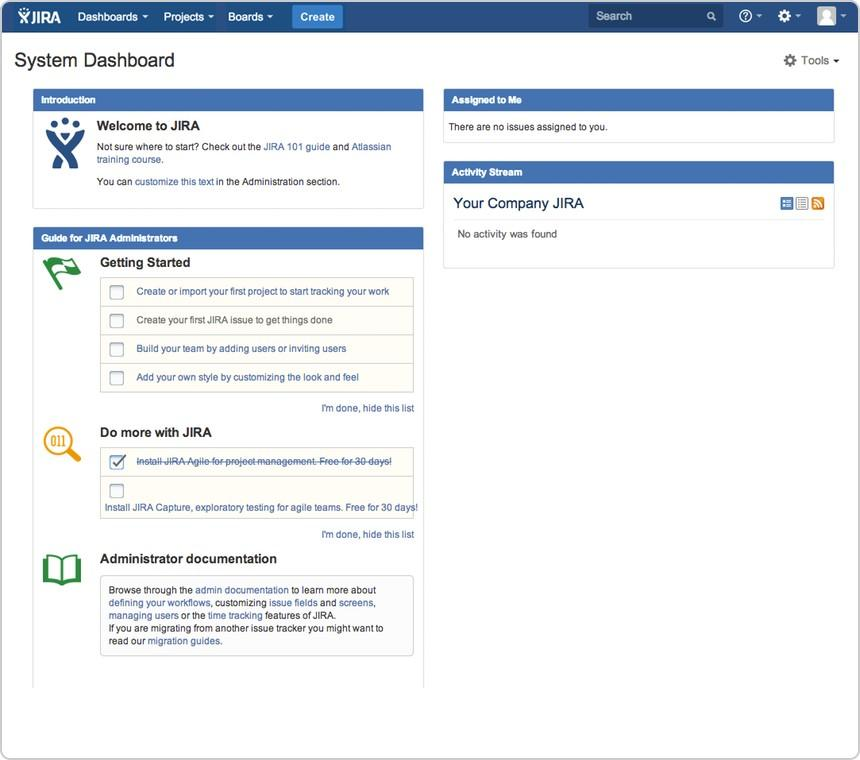 JIRA Dashboards Projects Boards Create Search
System Dashboard
Tools
Introduction
Welcome to JIRA
Not sure where to start? Check out the JIRA 101 guide and Atlassian
training course.
You can customize this text in the Administration section.
Guide for JIRA Administrators
Getting Started
Create or import your first project to start tracking your work
Create your first JIRA issue to get things done
Build your team by adding users or inviting users
Add your own style by customizing the look and feel
I'm done, hide this list
011
Do more with JIRA
Install JIRA Agile for project management. Free for 30 days!
Install JIRA Capture, exploratory testing for agile teams. Free for 30 days!
I'm done, hide this list
Administrator documentation
Browse through the admin documentation to learn more about
defining your workflows, customizing issue fields and screens,
managing users or the time tracking features of JIRA.
If you are migrating from another issue tracker you might want to
read our migration guides.
Assigned to Me
There are no issues assigned to you.
Activity Stream
Your Company JIRA
No activity was found